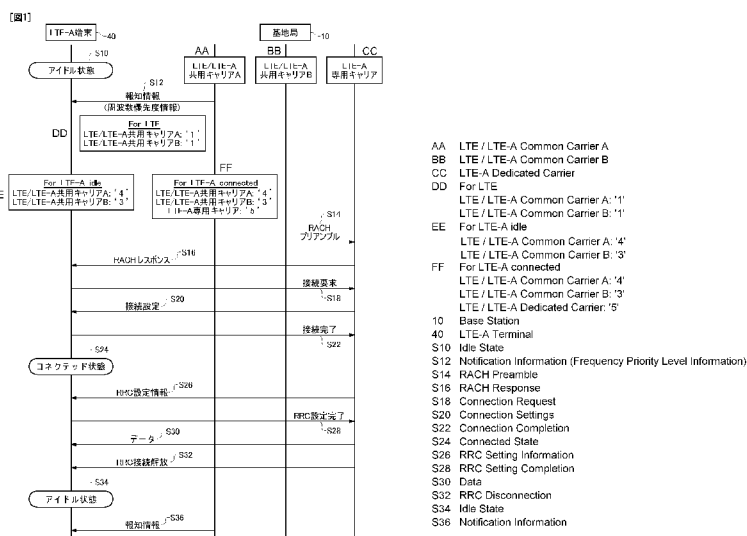 [図1]
LTE-A端末
40
基地局
10
AA
BB
CC
LTE/LTE-A
共用キャリアA
LTE/LTE-A
共用キャリアB
LTE-A
専用キャリア
S10
アイドル状態
S12
報知情報
(周波数優先度情報)
DD
For LTE
LTE/LTE-A共用キャリアA: '1'
LTE/LTE-A共用キャリアB: '1'
E
For LTE-A idle
LTE/LTE-A共用キャリアA: '4'
LTE/LTE-A共用キャリアB: '3'
FF
For LTE-A connected
LTE/LTE-A共用キャリアA: '4'
LTE/LTE-A共用キャリアB: '3'
LTE-A専用キャリア: '5'
S14
RACH
プリアンブル
S16
RACHレスポンス
接続要求
S18
S20
接続設定
接続完了
S22
S24
コネクテッド状態
S26
RRC設定情報
RRC設定完了
S28
S30
データ
S32
RRC接続解放
S34
アイドル状態
S36
報知情報
AA LTE / LTE-A Common Carrier A
BB LTE / LTE-A Common Carrier B
CC LTE-A Dedicated Carrier
DD For LTE
LTE / LTE-A Common Carrier A: '1'
LTE / LTE-A Common Carrier B: '1'
EE For LTE-A idle
LTE / LTE-A Common Carrier A: '4'
LTE / LTE-A Common Carrier B: '3'
FF For LTE-A connected
LTE / LTE-A Common Carrier A: '4'
LTE / LTE-A Common Carrier B: '3'
LTE / LTE-A Dedicated Carrier: '5'
10 Base Station
40 LTE-A Terminal
S10 Idle State
S12 Notification Information (Frequency Priority Level Information)
S14 RACH Preamble
S16 RACH Response
S18 Connection Request
S20 Connection Settings
S22 Connection Completion
S24 Connected State
S26 RRC Setting Information
S28 RRC Setting Completion
S30 Data
S32 RRC Disconnection
S34 Idle State
S36 Notification Information